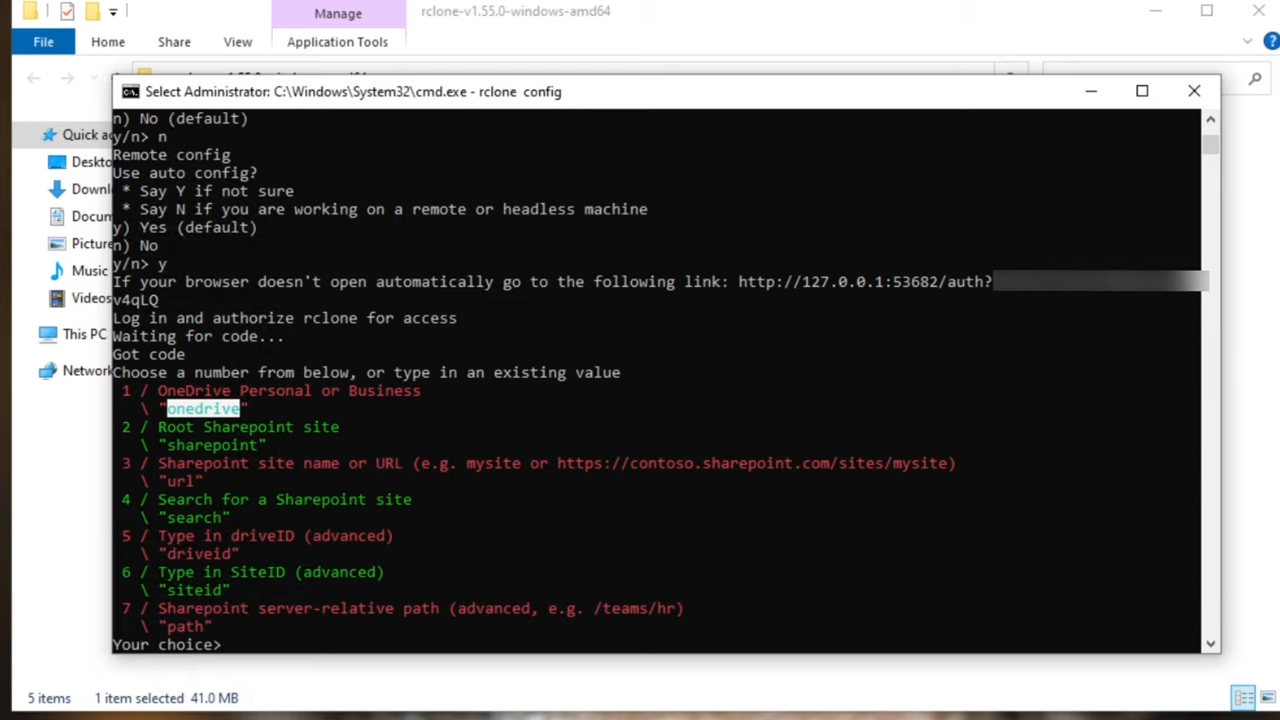 Manage
rclone-v1.55.0-windows-amd64
File
Home
Share
View
Application Tools
Select Administrator: C:\Windows\System32\cmd.exe - rclone  config
n) No (default)
y/n> n
Remote config
Use auto config?
* Say Y if not sure
* Say N if you are working on a remote or headless machine
y) Yes (default)
n) No
y/n> y
If your browser doesn't open automatically go to the following link: http://127.0.0.1:53682/auth?
v4qLQ
Log in and authorize rclone for access
Waiting for code...
Got code
Choose a number from below, or type in an existing value
1 / OneDrive Personal or Business
\ "onedrive"
2 / Root Sharepoint site
\ "sharepoint"
3 / Sharepoint site name or URL (e.g. mysite or https://contoso.sharepoint.com/sites/mysite)
\ "url"
4 / Search for a Sharepoint site
\ "search"
5 / Type in driveID (advanced)
\ "driveid"
6 / Type in SiteID (advanced)
\ "siteid"
7 / Sharepoint server-relative path (advanced, e.g. /teams/hr)
\ "path"
Your choice>
Quick ac
Deskto
Downl
Docum
Picture
Music
Videos
This PC
Network
5 items
1 item selected  41.0 MB